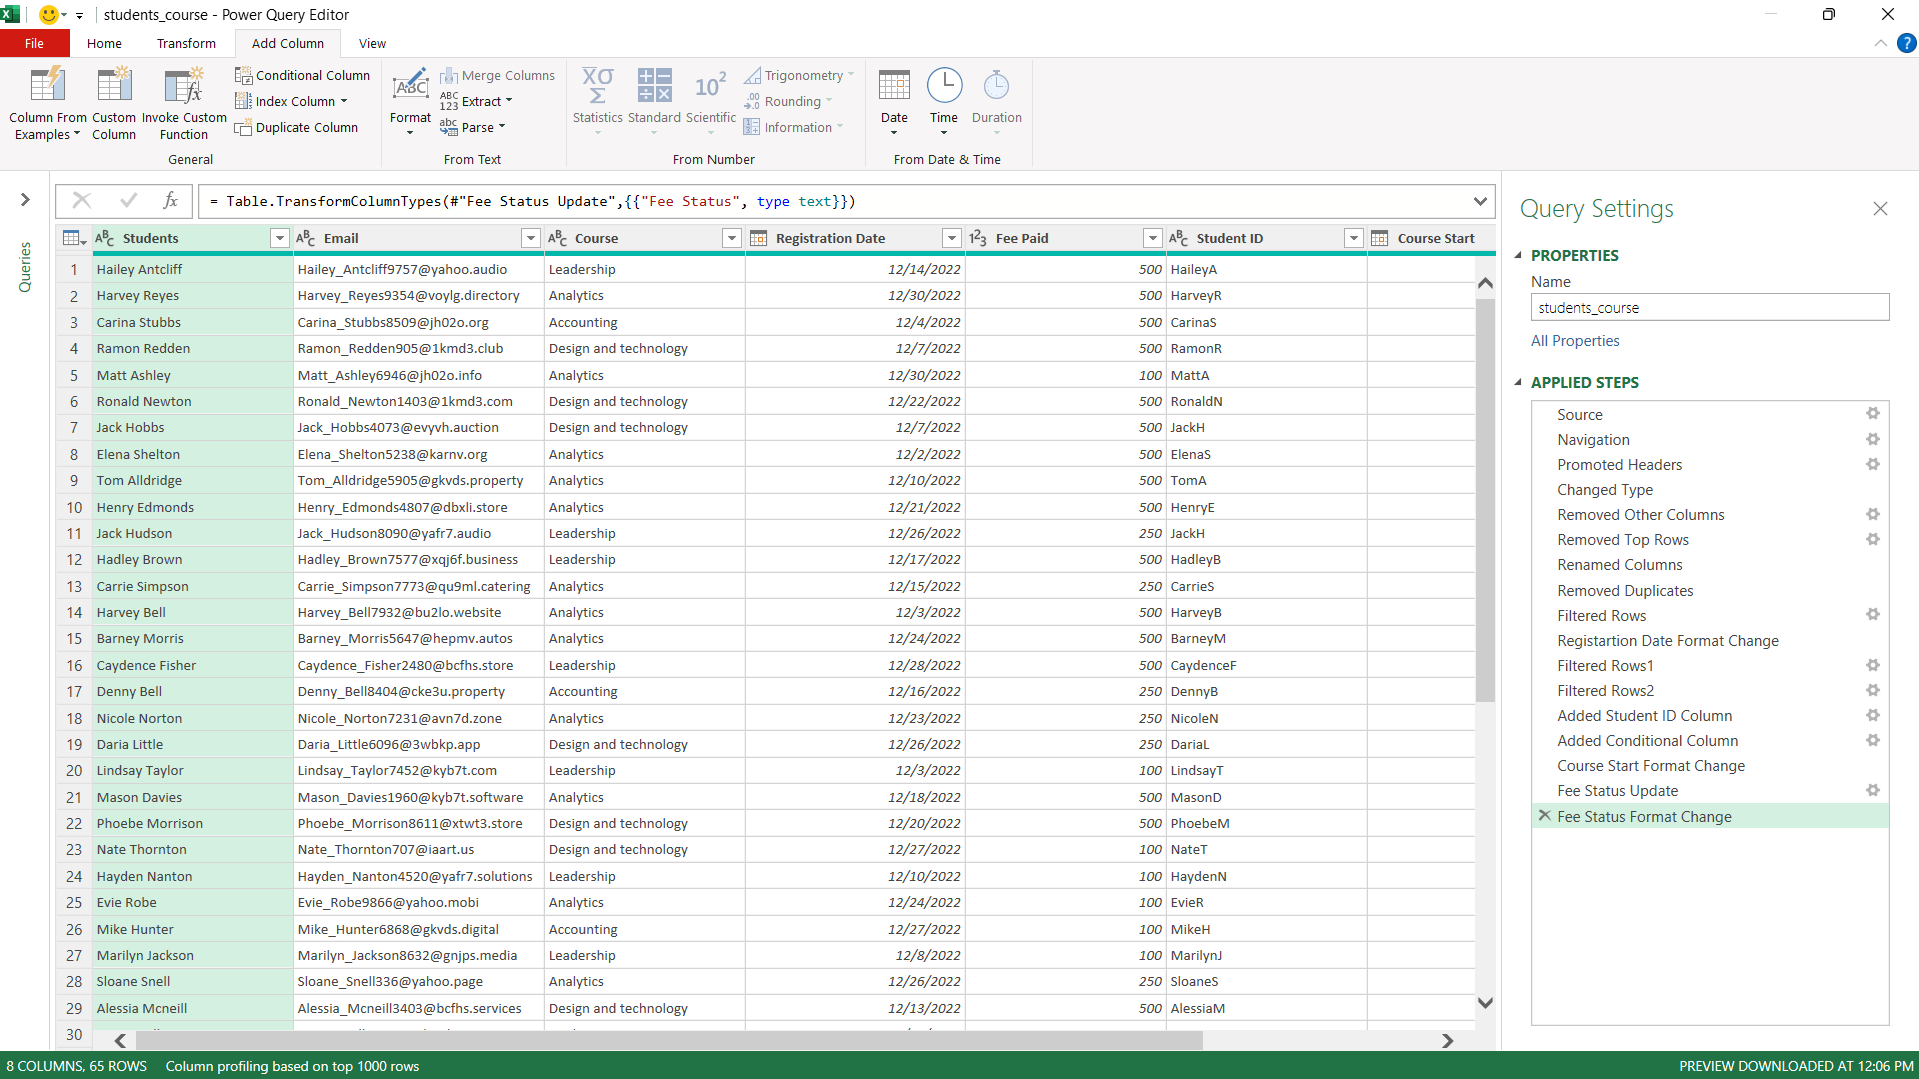 students_course - Power Query Editor
File Home Transform Add Column View
Column From Examples
Custom Column
Invoke Custom Function
Conditional Column
Index Column
Duplicate Column
General
Format
Merge Columns
Extract
Parse
From Text
Statistics
Standard
Scientific
Trigonometry
Rounding
Information
From Number
Date
Time
Duration
From Date & Time
Queries
= Table.TransformColumnTypes(#"Fee Status Update",{{"Fee Status", type text}})
Students Email Course Registration Date Fee Paid Student ID Course Start
1 Hailey Antcliff Hailey_Antcliff9757@yahoo.audio Leadership 12/14/2022 500 HaileyA
2 Harvey Reyes Harvey_Reyes9354@voylg.directory Analytics 12/30/2022 500 HarveyR
3 Carina Stubbs Carina_Stubbs8509@jh02o.org Accounting 12/4/2022 500 CarinaS
4 Ramon Redden Ramon_Redden905@1kmd3.club Design and technology 12/7/2022 500 RamonR
5 Matt Ashley Matt_Ashley6946@jh02o.info Analytics 12/30/2022 100 MattA
6 Ronald Newton Ronald_Newton1403@1kmd3.com Design and technology 12/22/2022 500 RonaldN
7 Jack Hobbs Jack_Hobbs4073@evyvh.auction Design and technology 12/7/2022 500 JackH
8 Elena Shelton Elena_Shelton5238@karnv.org Analytics 12/2/2022 500 ElenaS
9 Tom Alldridge Tom_Alldridge5905@gkvds.property Analytics 12/10/2022 500 TomA
10 Henry Edmonds Henry_Edmonds4807@dbxli.store Analytics 12/21/2022 500 HenryE
11 Jack Hudson Jack_Hudson8090@yafr7.audio Leadership 12/26/2022 250 JackH
12 Hadley Brown Hadley_Brown7577@xqj6f.business Leadership 12/17/2022 500 HadleyB
13 Carrie Simpson Carrie_Simpson7773@qu9ml.catering Analytics 12/15/2022 250 CarrieS
14 Harvey Bell Harvey_Bell7932@bu2lo.website Analytics 12/3/2022 500 HarveyB
15 Barney Morris Barney_Morris5647@hepmv.autos Analytics 12/24/2022 500 BarneyM
16 Caydence Fisher Caydence_Fisher2480@bcfhs.store Leadership 12/28/2022 500 CaydenceF
17 Denny Bell Denny_Bell8404@cke3u.property Accounting 12/16/2022 250 DennyB
18 Nicole Norton Nicole_Norton7231@avn7d.zone Analytics 12/23/2022 250 NicoleN
19 Daria Little Daria_Little6096@3wbkp.app Design and technology 12/26/2022 250 DariaL
20 Lindsay Taylor Lindsay_Taylor7452@kyb7t.com Leadership 12/3/2022 100 LindsayT
21 Mason Davies Mason_Davies1960@kyb7t.software Analytics 12/18/2022 500 MasonD
22 Phoebe Morrison Phoebe_Morrison8611@xtwt3.store Design and technology 12/20/2022 500 PhoebeM
23 Nate Thornton Nate_Thornton707@iaart.us Design and technology 12/27/2022 100 NateT
24 Hayden Nanton Hayden_Nanton4520@yafr7.solutions Leadership 12/10/2022 100 HaydenN
25 Evie Robe Evie_Robe9866@yahoo.mobi Analytics 12/24/2022 100 EvieR
26 Mike Hunter Mike_Hunter6868@gkvds.digital Accounting 12/27/2022 100 MikeH
27 Marilyn Jackson Marilyn_Jackson8632@gnjps.media Leadership 12/8/2022 100 MarilynJ
28 Sloane Snell Sloane_Snell336@yahoo.page Analytics 12/26/2022 250 SloaneS
29 Alessia Mcneill Alessia_Mcneill3403@bcfhs.services Design and technology 12/13/2022 500 AlessiaM
30
Query Settings
PROPERTIES
Name
students_course
All Properties
APPLIED STEPS
Source
Navigation
Promoted Headers
Changed Type
Removed Other Columns
Removed Top Rows
Renamed Columns
Removed Duplicates
Filtered Rows
Registartion Date Format Change
Filtered Rows1
Filtered Rows2
Added Student ID Column
Added Conditional Column
Course Start Format Change
Fee Status Update
Fee Status Format Change
8 COLUMNS, 65 ROWS Column profiling based on top 1000 rows PREVIEW DOWNLOADED AT 12:06 PM